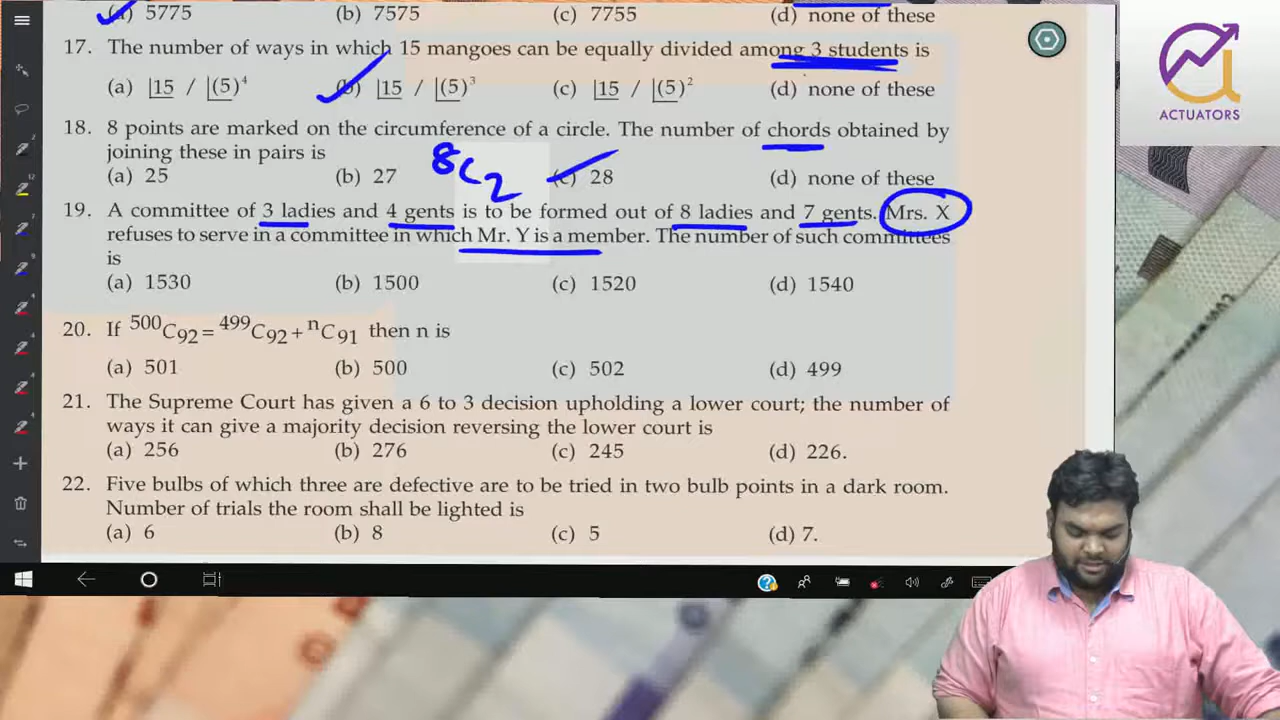 (a) 5775 (b) 7575 (c) 7755 (d) none of these
17. The number of ways in which 15 mangoes can be equally divided among 3 students is
(a) ⌊15 / ⌊(5)⁴ (b) ⌊15 / ⌊(5)³ (c) ⌊15 / ⌊(5)² (d) none of these
18. 8 points are marked on the circumference of a circle. The number of chords obtained by
joining these in pairs is
8C2
(a) 25 (b) 27 (c) 28 (d) none of these
19. A committee of 3 ladies and 4 gents is to be formed out of 8 ladies and 7 gents. Mrs. X
refuses to serve in a committee in which Mr. Y is a member. The number of such committees
is
(a) 1530 (b) 1500 (c) 1520 (d) 1540
20. If ⁵⁰⁰C₉₂ = ⁴⁹⁹C₉₂ + ⁿC₉₁ then n is
(a) 501 (b) 500 (c) 502 (d) 499
21. The Supreme Court has given a 6 to 3 decision upholding a lower court; the number of
ways it can give a majority decision reversing the lower court is
(a) 256 (b) 276 (c) 245 (d) 226.
22. Five bulbs of which three are defective are to be tried in two bulb points in a dark room.
Number of trials the room shall be lighted is
(a) 6 (b) 8 (c) 5 (d) 7.
ACTUATORS